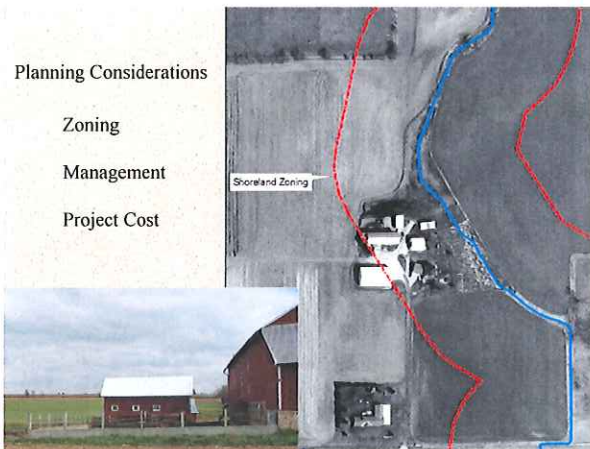 Planning Considerations
Zoning
Management
Project Cost
Shoreland Zoning